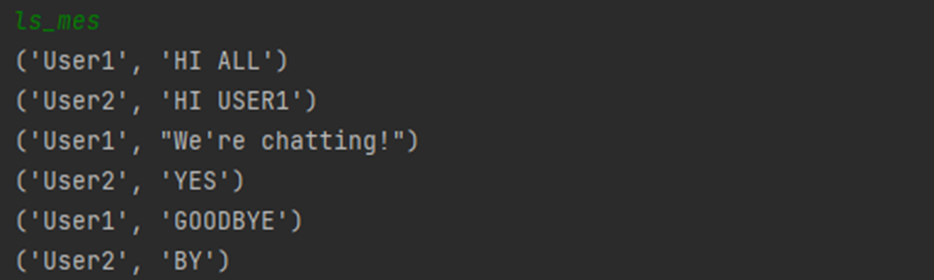 ls_mes
('User1', 'HI ALL')
('User2', 'HI USER1')
('User1', "We're chatting!")
('User2', 'YES')
('User1', 'GOODBYE')
('User2', 'BY')